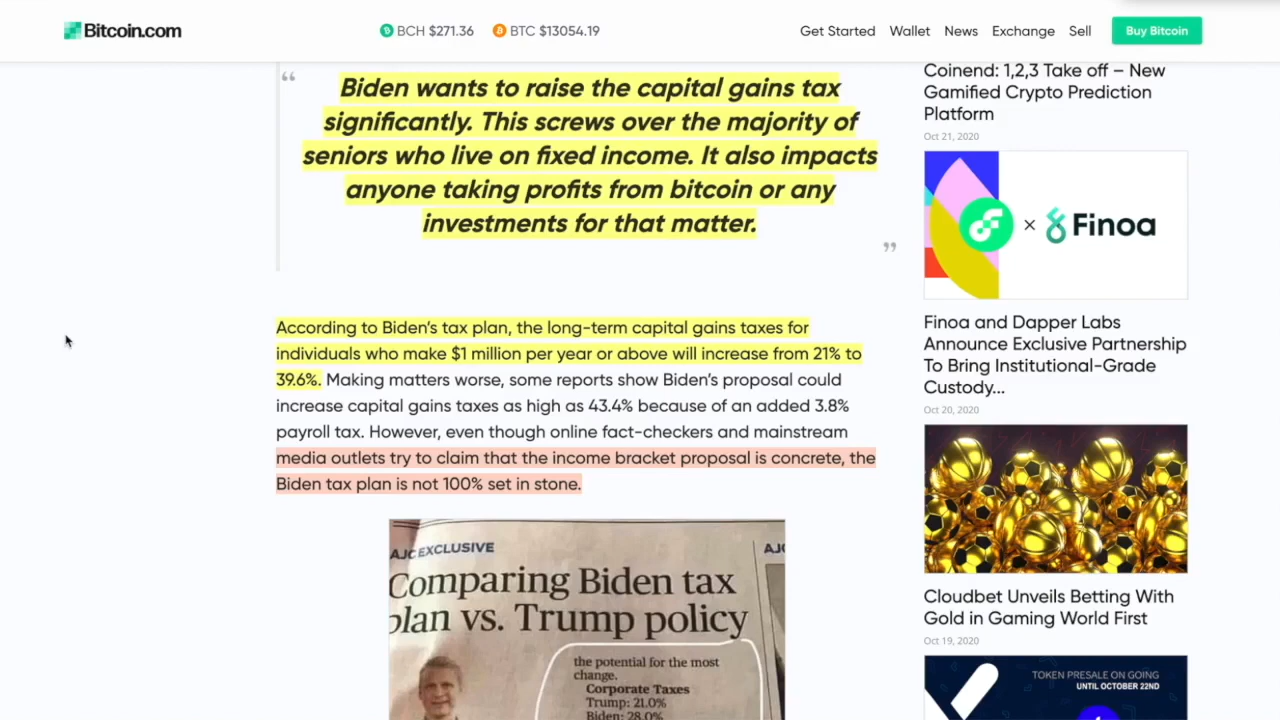 Bitcoin.com
BCH $271.36 BTC $13054.19
Get Started Wallet News Exchange Sell Buy Bitcoin
“
Biden wants to raise the capital gains tax
significantly. This screws over the majority of
seniors who live on fixed income. It also impacts
anyone taking profits from bitcoin or any
investments for that matter.
”
According to Biden’s tax plan, the long-term capital gains taxes for
individuals who make $1 million per year or above will increase from 21% to
39.6%. Making matters worse, some reports show Biden’s proposal could
increase capital gains taxes as high as 43.4% because of an added 3.8%
payroll tax. However, even though online fact-checkers and mainstream
media outlets try to claim that the income bracket proposal is concrete, the
Biden tax plan is not 100% set in stone.
AJC EXCLUSIVE
AJC
Comparing Biden tax
plan vs. Trump policy
the potential for the most
change.
Corporate Taxes
Trump: 21.0%
Biden: 28.0%
Coinend: 1,2,3 Take off – New
Gamified Crypto Prediction
Platform
Oct 21, 2020
× Finoa
Finoa and Dapper Labs
Announce Exclusive Partnership
To Bring Institutional-Grade
Custody...
Oct 20, 2020
Cloudbet Unveils Betting With
Gold in Gaming World First
Oct 19, 2020
TOKEN PRESALE ON GOING
UNTIL OCTOBER 22ND